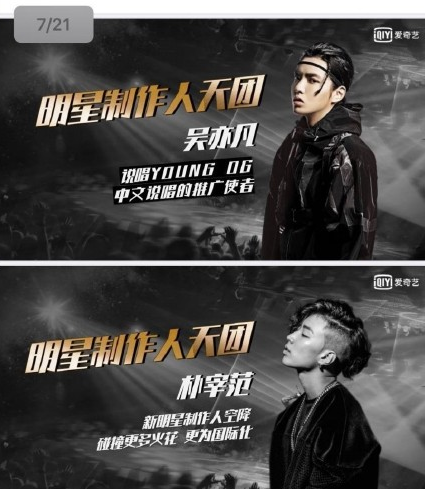 7/21
iQIY 爱奇艺
明星制作人天团
吴亦凡
说唱YOUNG OG
中文说唱的推广使者
iQIY 爱奇艺
明星制作人天团
朴宰范
新明星制作人空降
碰撞更多火花 更为国际化